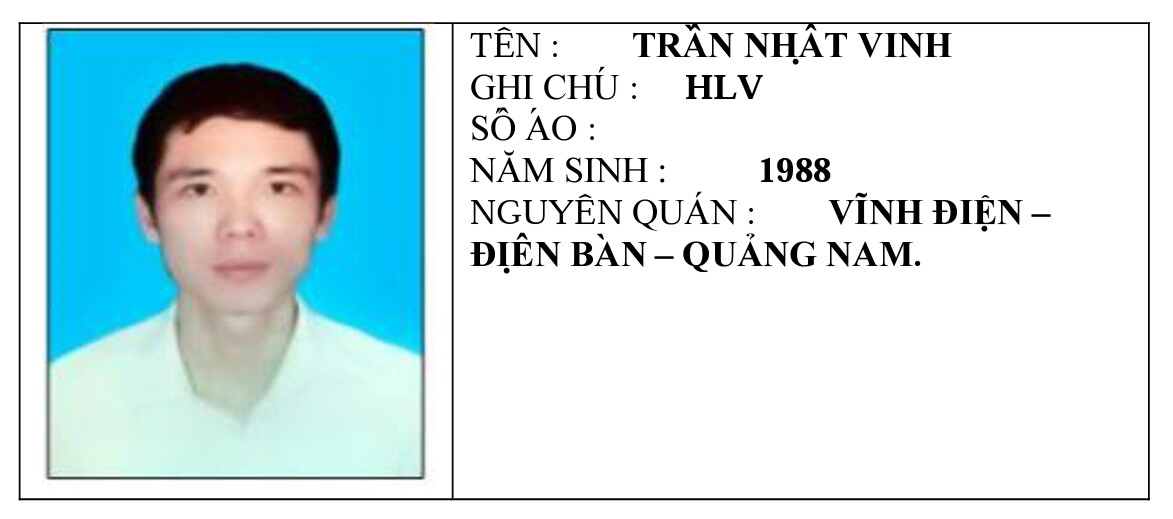 TÊN : TRẦN NHẬT VINH
GHI CHÚ : HLV
SỐ ÁO :
NĂM SINH : 1988
NGUYÊN QUÁN : VĨNH ĐIỆN –
ĐIỆN BÀN – QUẢNG NAM.